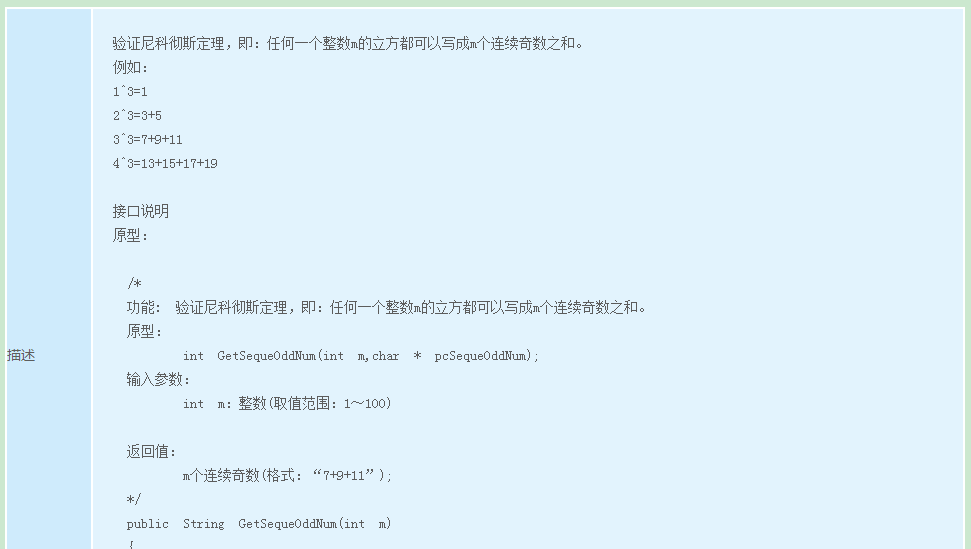 验证尼科彻斯定理，即：任何一个整数m的立方都可以写成m个连续奇数之和。
例如：
1^3=1
2^3=3+5
3^3=7+9+11
4^3=13+15+17+19
接口说明
原型：
/*
功能: 验证尼科彻斯定理，即：任何一个整数m的立方都可以写成m个连续奇数之和。
原型：
int GetSequeOddNum(int m,char * pcSequeOddNum);
描述
输入参数：
int m：整数(取值范围：1～100)
返回值：
m个连续奇数(格式：“7+9+11”);
*/
public String GetSequeOddNum(int m)
{